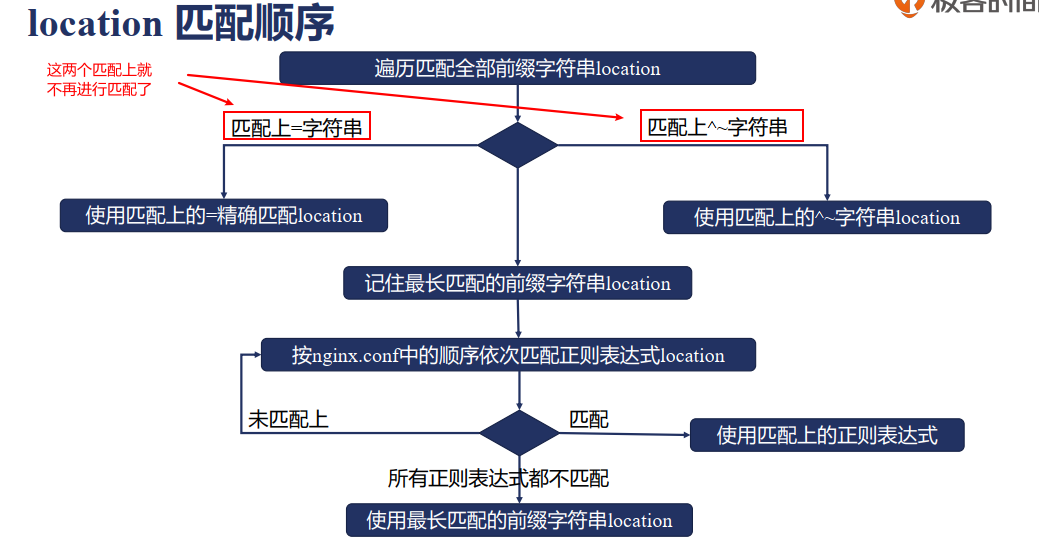 location 匹配顺序
极客时间
这两个匹配上就
不再进行匹配了
遍历匹配全部前缀字符串location
匹配上=字符串
匹配上^~字符串
使用匹配上的=精确匹配location
使用匹配上的^~字符串location
记住最长匹配的前缀字符串location
按nginx.conf中的顺序依次匹配正则表达式location
未匹配上
匹配
使用匹配上的正则表达式
所有正则表达式都不匹配
使用最长匹配的前缀字符串location